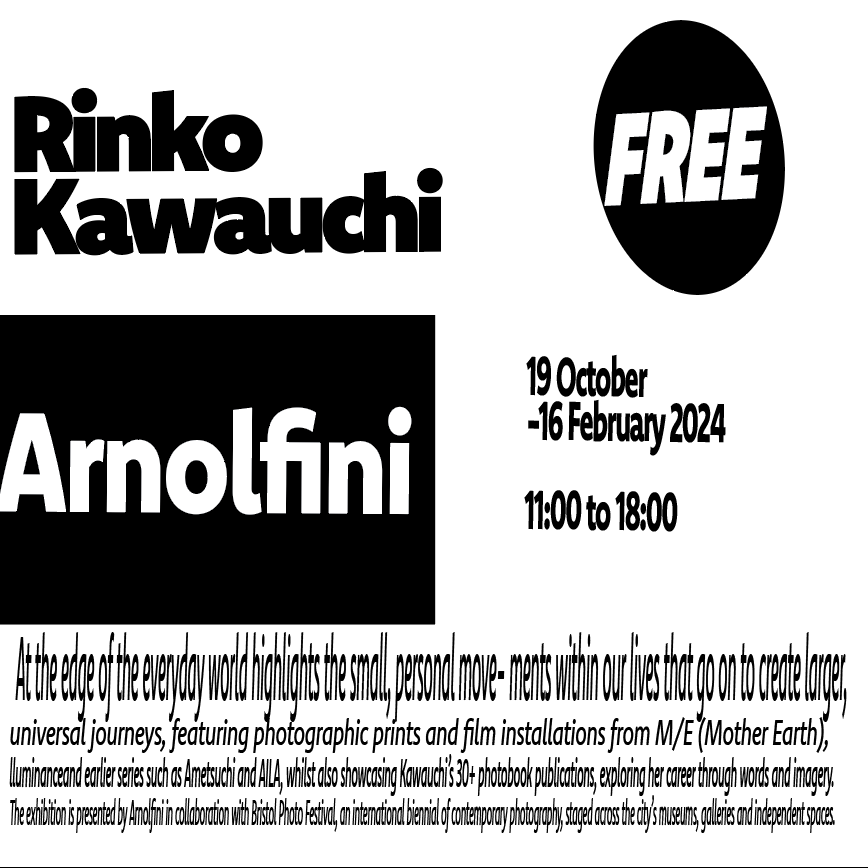 Rinko
Kawauchi
FREE
Arnolfini
19 October
-16 February 2024
11:00 to 18:00
At the edge of the everyday world highlights the small, personal move- ments within our lives that go on to create larger,
universal journeys, featuring photographic prints and film installations from M/E (Mother Earth),
lluminanceand earlier series such as Ametsuchi and AILA, whilst also showcasing Kawauchi's 30+ photobook publications, exploring her career through words and imagery.
The exhibition is presented by Arnolfini in collaboration with Bristol Photo Festival, an international biennial of contemporary photography, staged across the city's museums, galleries and independent spaces.